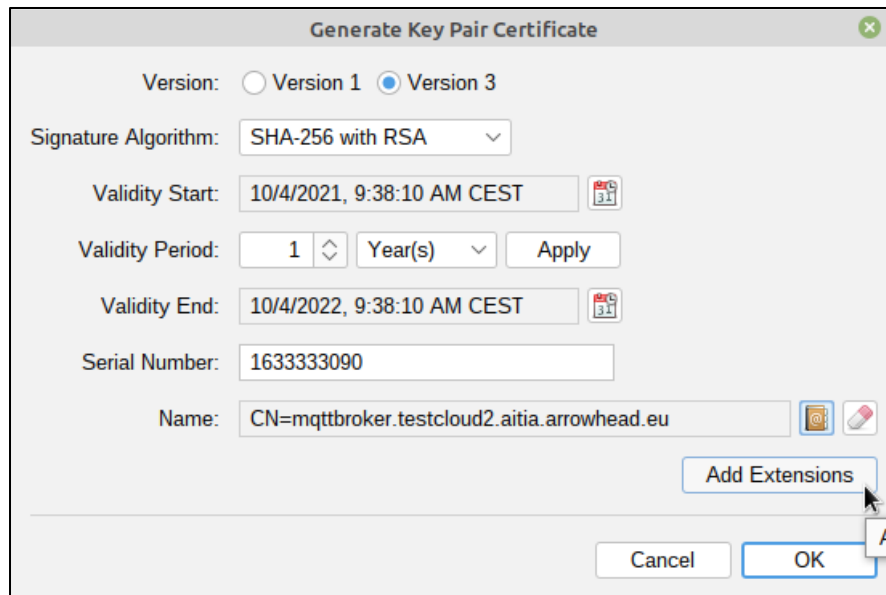 Generate Key Pair Certificate
Version: Version 1 Version 3
Signature Algorithm: SHA-256 with RSA
Validity Start: 10/4/2021, 9:38:10 AM CEST
Validity Period: 1 Year(s) Apply
Validity End: 10/4/2022, 9:38:10 AM CEST
Serial Number: 1633333090
Name: CN=mqttbroker.testcloud2.aitia.arrowhead.eu
Add Extensions
Cancel OK